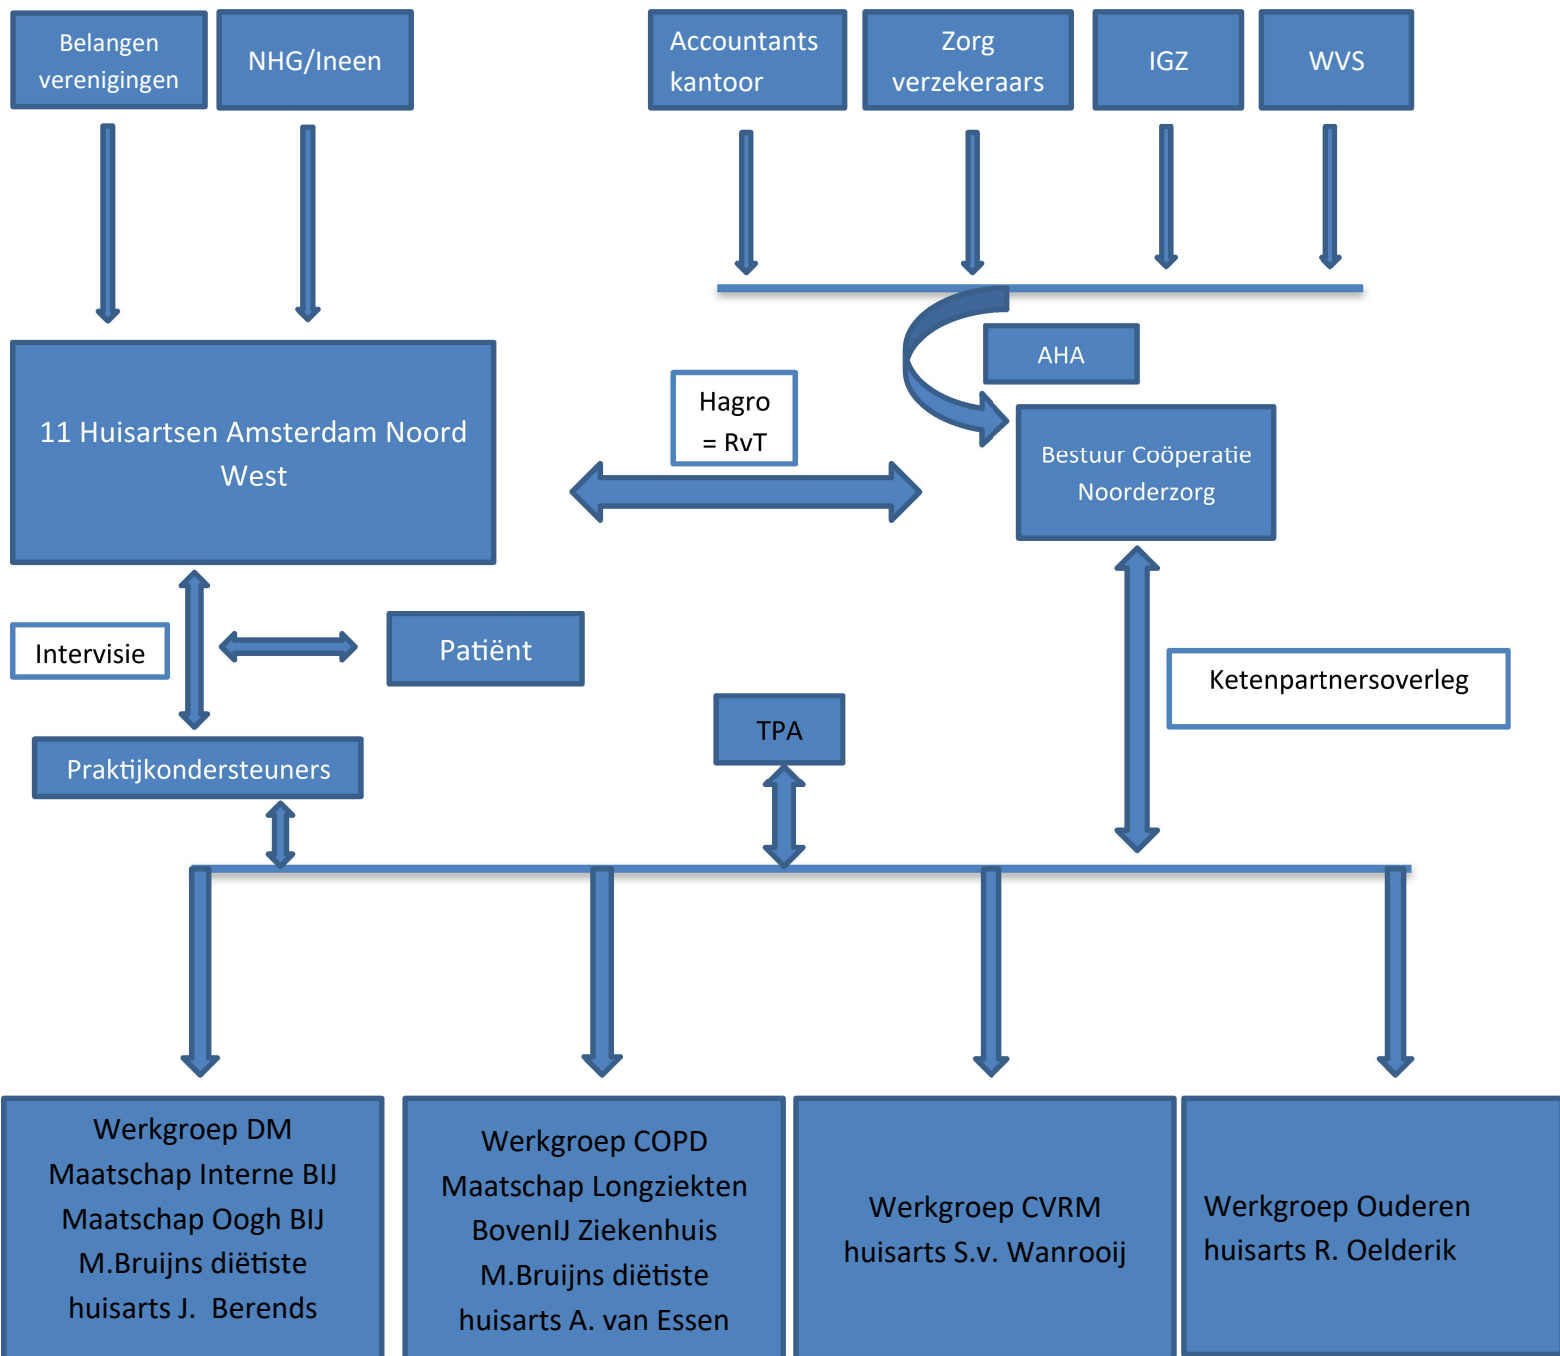 Belangen
verenigingen
NHG/Ineen
Accountants
kantoor
Zorg
verzekeraars
IGZ
WVS
AHA
Hagro
= RvT
11 Huisartsen Amsterdam Noord
West
Bestuur Coöperatie
Noorderzorg
Intervisie
Patiënt
Ketenpartnersoverleg
TPA
Praktijkondersteuners
Werkgroep DM
Maatschap Interne BIJ
Maatschap Oogh BIJ
M.Bruijns diëtiste
huisarts J. Berends
Werkgroep COPD
Maatschap Longziekten
BovenIJ Ziekenhuis
M.Bruijns diëtiste
huisarts A. van Essen
Werkgroep CVRM
huisarts S.v. Wanrooij
Werkgroep Ouderen
huisarts R. Oelderik